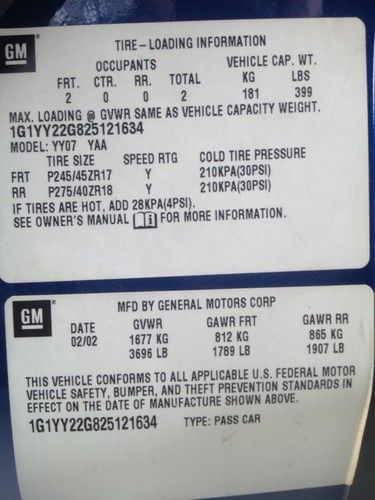 GM
TIRE-LOADING INFORMATION
OCCUPANTS VEHICLE CAP. WT.
FRT. CTR. RR. TOTAL KG LBS
2 0 0 2 181 399
MAX. LOADING @ GVWR SAME AS VEHICLE CAPACITY WEIGHT.
1G1YY22G825121634
MODEL: YY07 YAA
TIRE SIZE SPEED RTG COLD TIRE PRESSURE
FRT P245/45ZR17 Y 210KPA(30PSI)
RR P275/40ZR18 Y 210KPA(30PSI)
IF TIRES ARE HOT, ADD 28KPA(4PSI).
SEE OWNER'S MANUAL i FOR MORE INFORMATION.
GM
MFD BY GENERAL MOTORS CORP
DATE GVWR GAWR FRT GAWR RR
02/02 1677 KG 812 KG 865 KG
3696 LB 1789 LB 1907 LB
THIS VEHICLE CONFORMS TO ALL APPLICABLE U.S. FEDERAL MOTOR
VEHICLE SAFETY, BUMPER, AND THEFT PREVENTION STANDARDS IN
EFFECT ON THE DATE OF MANUFACTURE SHOWN ABOVE.
1G1YY22G825121634 TYPE: PASS CAR